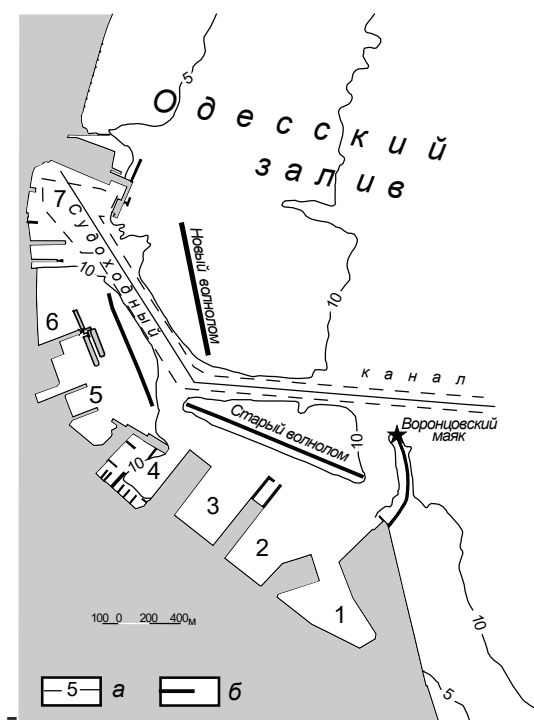 5
Одесский
залив
7
Судоходный
10
Новый волнолом
10
6
канал
5
Старый волнолом
10
Воронцовский
маяк
4
10
3
2
1
10
100 0 200 400м
5
5 а б